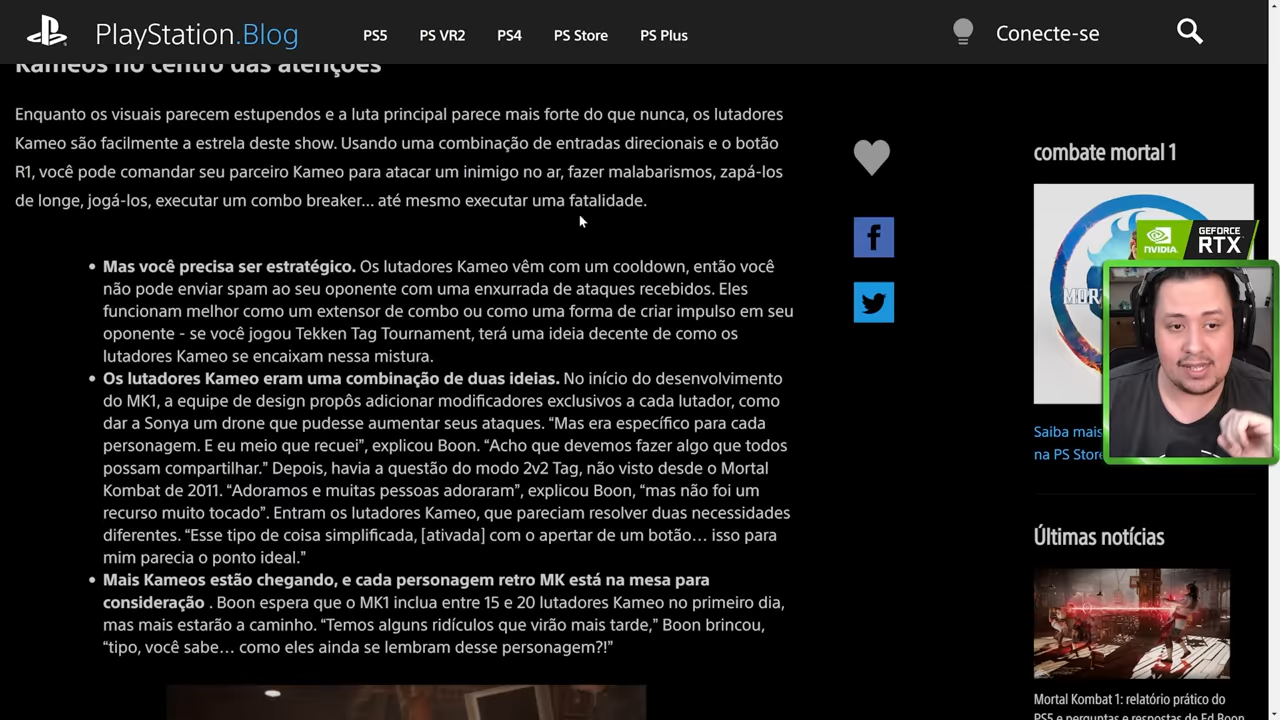 PlayStation.Blog
PS5
PS VR2
PS4
PS Store
PS Plus
Conecte-se
Kameos no centro das atenções
Enquanto os visuais parecem estupendos e a luta principal parece mais forte do que nunca, os lutadores
Kameo são facilmente a estrela deste show. Usando uma combinação de entradas direcionais e o botão
R1, você pode comandar seu parceiro Kameo para atacar um inimigo no ar, fazer malabarismos, zapá-los
de longe, jogá-los, executar um combo breaker... até mesmo executar uma fatalidade.
• Mas você precisa ser estratégico. Os lutadores Kameo vêm com um cooldown, então você
não pode enviar spam ao seu oponente com uma enxurrada de ataques recebidos. Eles
funcionam melhor como um extensor de combo ou como uma forma de criar impulso em seu
oponente - se você jogou Tekken Tag Tournament, terá uma ideia decente de como os
lutadores Kameo se encaixam nessa mistura.
• Os lutadores Kameo eram uma combinação de duas ideias. No início do desenvolvimento
do MK1, a equipe de design propôs adicionar modificadores exclusivos a cada lutador, como
dar a Sonya um drone que pudesse aumentar seus ataques. “Mas era específico para cada
personagem. E eu meio que recuei”, explicou Boon. “Acho que devemos fazer algo que todos
possam compartilhar.” Depois, havia a questão do modo 2v2 Tag, não visto desde o Mortal
Kombat de 2011. “Adoramos e muitas pessoas adoraram”, explicou Boon, “mas não foi um
recurso muito tocado”. Entram os lutadores Kameo, que pareciam resolver duas necessidades
diferentes. “Esse tipo de coisa simplificada, [ativada] com o apertar de um botão… isso para
mim parecia o ponto ideal.”
• Mais Kameos estão chegando, e cada personagem retro MK está na mesa para
consideração . Boon espera que o MK1 inclua entre 15 e 20 lutadores Kameo no primeiro dia,
mas mais estarão a caminho. “Temos alguns ridículos que virão mais tarde,” Boon brincou,
“tipo, você sabe… como eles ainda se lembram desse personagem?!”
combate mortal 1
NVIDIA
GEFORCE
RTX
MOR
Saiba mais
na PS Store
Últimas notícias
Mortal Kombat 1: relatório prático do
PS5 e perguntas e respostas de Ed Boon